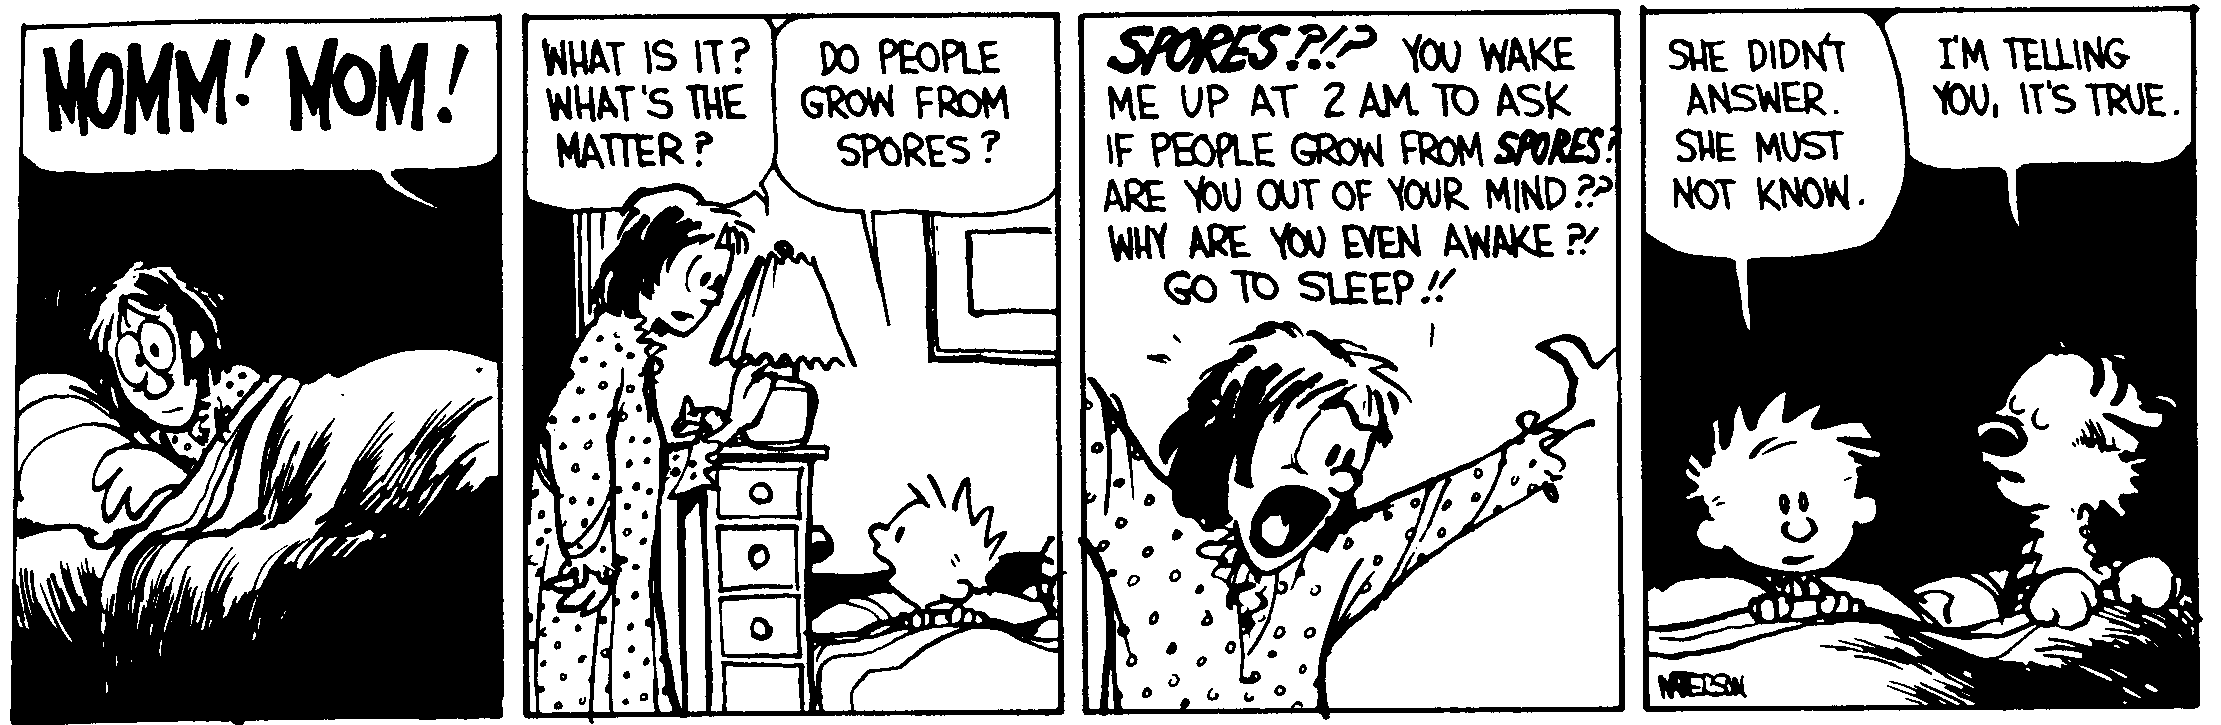 MOMM! MOM!
WHAT IS IT?
WHAT'S THE
MATTER?
DO PEOPLE
GROW FROM
SPORES?
SPORES?!? YOU WAKE
ME UP AT 2 A.M. TO ASK
IF PEOPLE GROW FROM SPORES?
ARE YOU OUT OF YOUR MIND??
WHY ARE YOU EVEN AWAKE?!
GO TO SLEEP!!
SHE DIDN'T
ANSWER.
SHE MUST
NOT KNOW.
I'M TELLING
YOU, IT'S TRUE.
WATTERSON